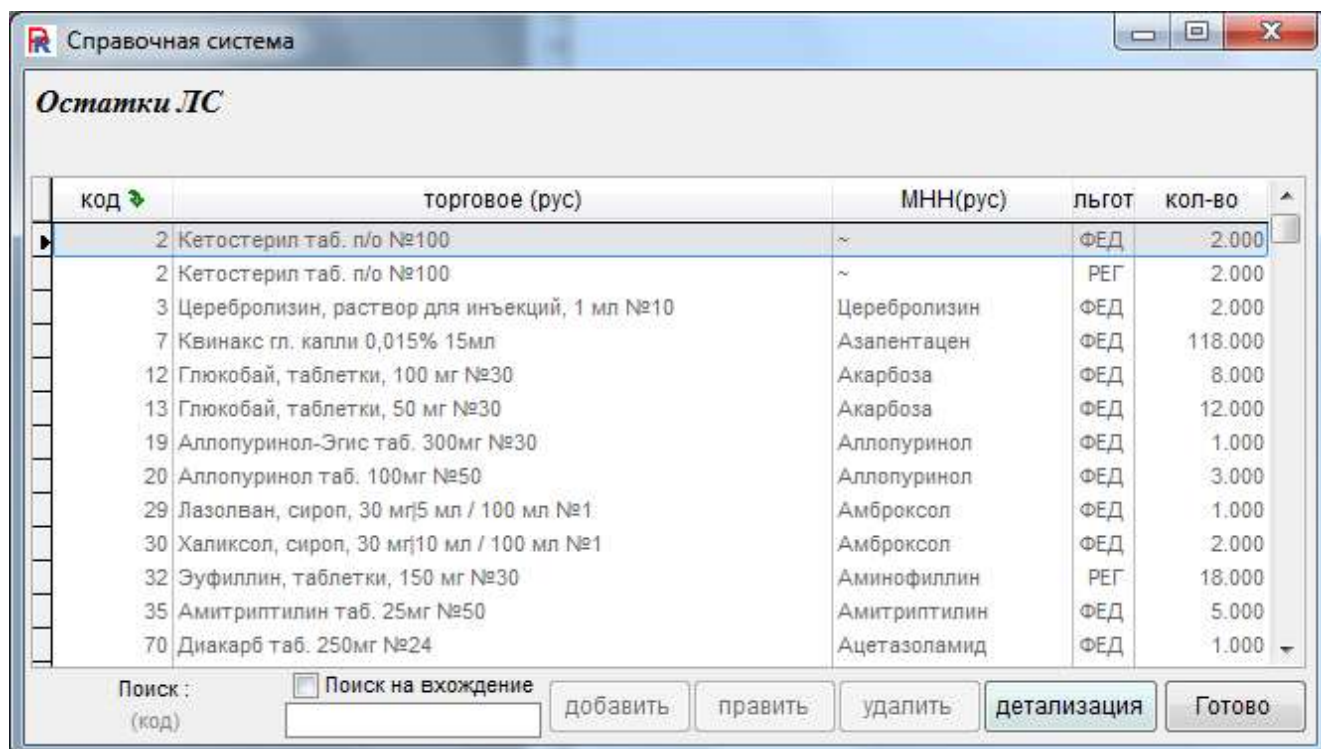 Справочная система
Остатки ЛС
код торговое (рус) МНН(рус) льгот кол-во
2 Кетостерил таб. п/о №100 ~ ФЕД 2.000
2 Кетостерил таб. п/о №100 ~ РЕГ 2.000
3 Церебролизин, раствор для инъекций, 1 мл №10 Церебролизин ФЕД 2.000
7 Квинакс гл. капли 0,015% 15мл Азапентацен ФЕД 118.000
12 Глюкобай, таблетки, 100 мг №30 Акарбоза ФЕД 8.000
13 Глюкобай, таблетки, 50 мг №30 Акарбоза ФЕД 12.000
19 Аллопуринол-Эгис таб. 300мг №30 Аллопуринол ФЕД 1.000
20 Аллопуринол таб. 100мг №50 Аллопуринол ФЕД 3.000
29 Лазолван, сироп, 30 мг|5 мл / 100 мл №1 Амброксол ФЕД 1.000
30 Халиксол, сироп, 30 мг|10 мл / 100 мл №1 Амброксол ФЕД 2.000
32 Эуфиллин, таблетки, 150 мг №30 Аминофиллин РЕГ 18.000
35 Амитриптилин таб. 25мг №50 Амитриптилин ФЕД 5.000
70 Диакарб таб. 250мг №24 Ацетазоламид ФЕД 1.000
Поиск : Поиск на вхождение
(код) добавить править удалить детализация Готово